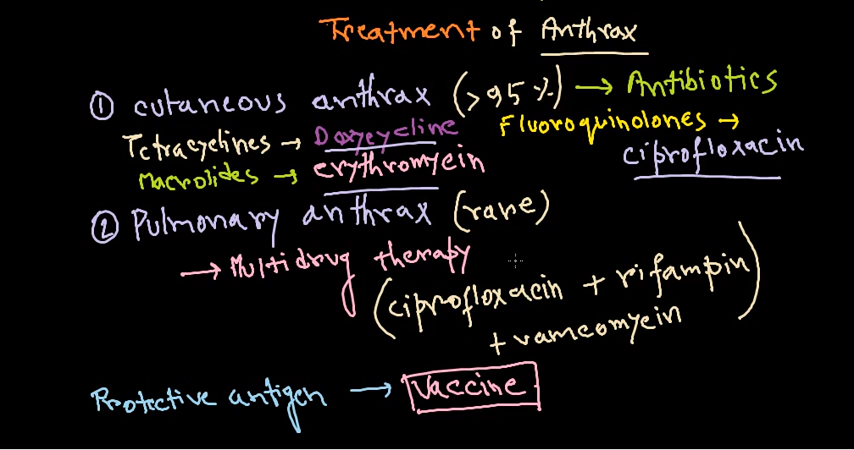 Treatment of Anthrax
① cutaneous anthrax (>95%) → Antibiotics
Tetracyclines → Doxycycline
Fluoroquinolones →
ciprofloxacin
Macrolides → erythromycin
② Pulmonary anthrax (rare)
→ Multidrug therapy
(ciprofloxacin + rifampin
+ vancomycin)
Protective antigen → Vaccine